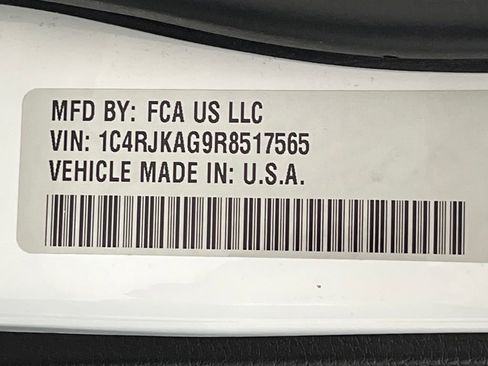 MFD BY: FCA US LLC
VIN: 1C4RJKAG9R8517565
VEHICLE MADE IN: U.S.A.